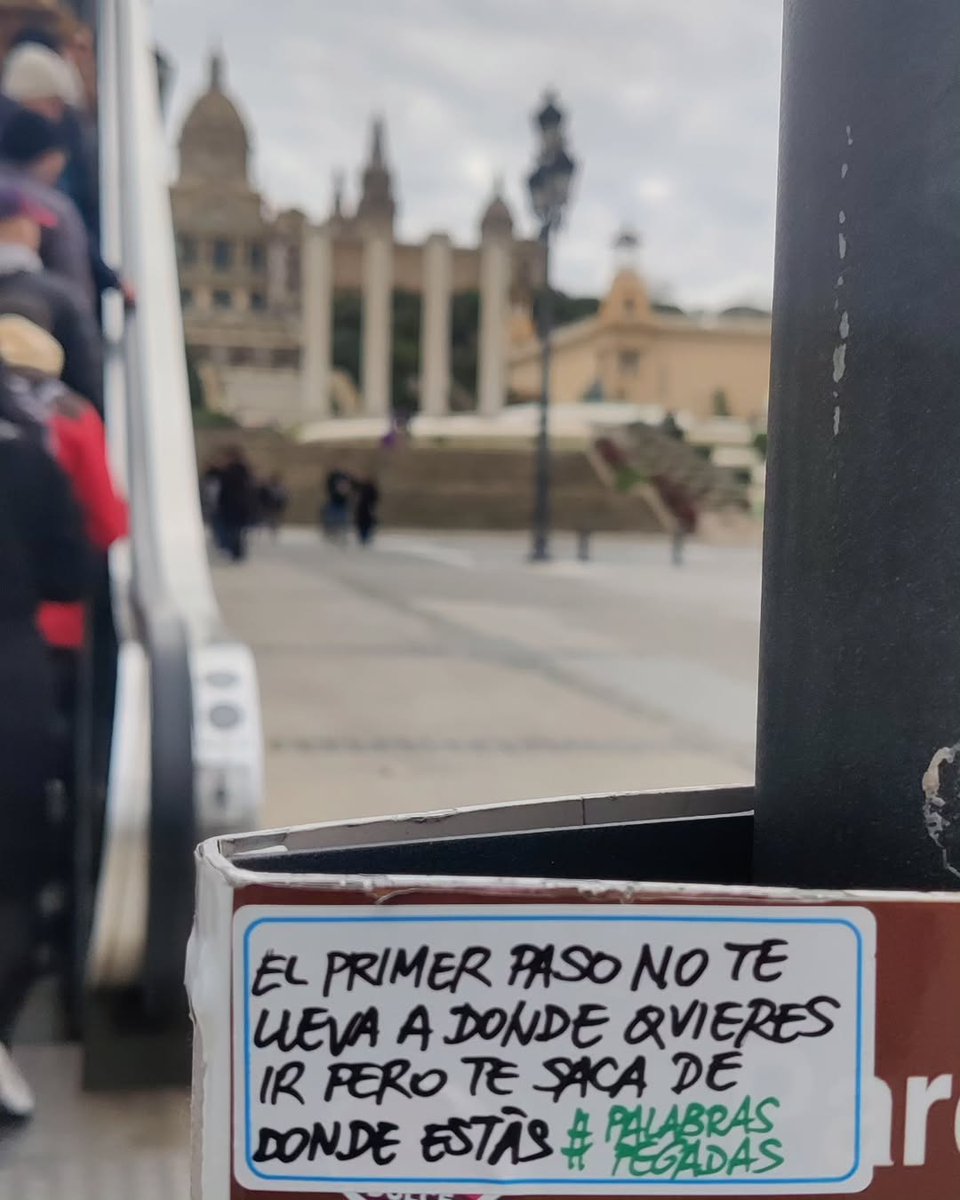 EL PRIMER PASO NO TE
LLEVA A DONDE QUIERES
IR PERO TE SACA DE
DONDE ESTÁS # PALABRAS
PEGADAS